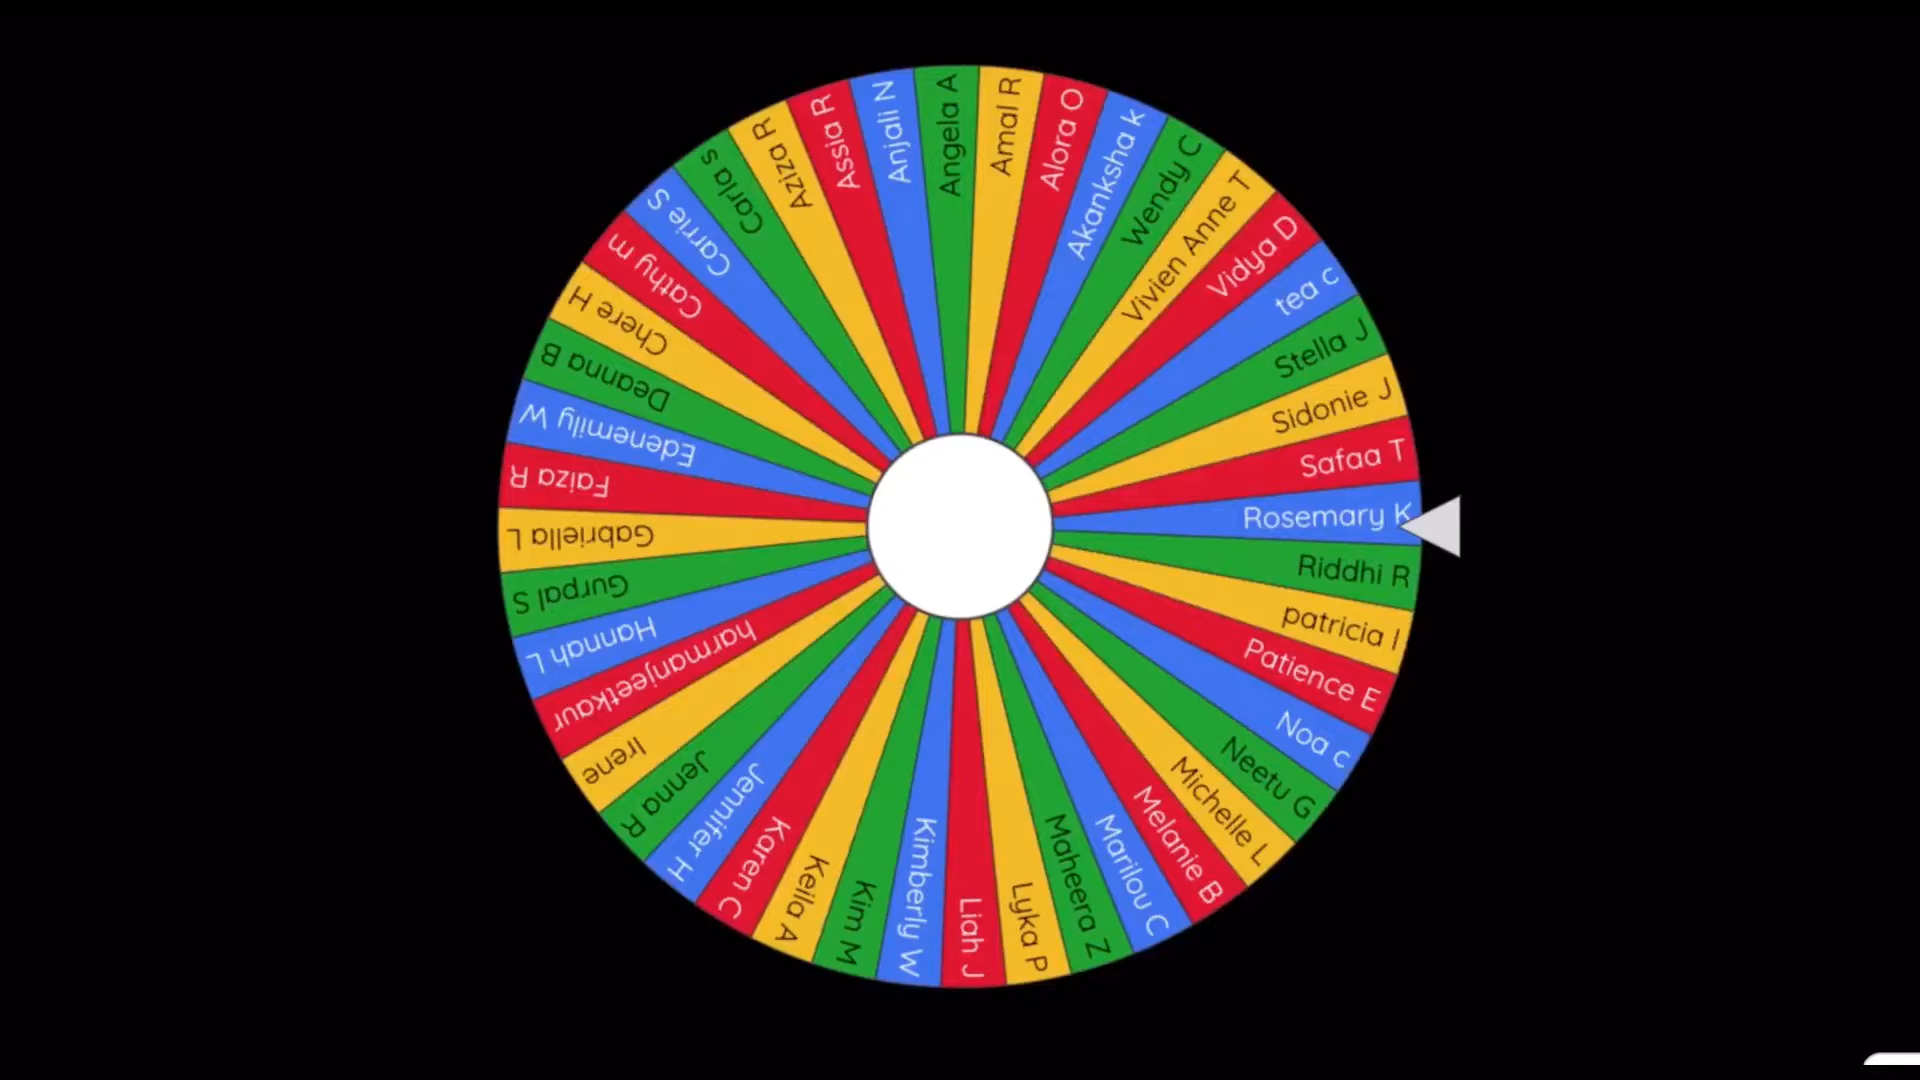 Angela A
Amal R
Alora O
Akanksha k
Wendy C
Vivien Anne T
Vidya D
tea c
Stella J
Sidonie J
Safaa T
Rosemary K
Riddhi R
patricia I
Patience E
Noa c
Neetu G
Michelle L
Melanie B
Marilou C
Maheera Z
Lyka P
Liah J
Kimberly W
Kim M
Keila A
Karen C
Jennifer H
Jenna R
Irene
harmanjeetkaur
Hannah L
Gurpal S
Gabriella L
Faiza R
Edenemily W
Deanna B
Chere H
Cathy m
Carrie S
Carla s
Aziza R
Assia R
Anjali N